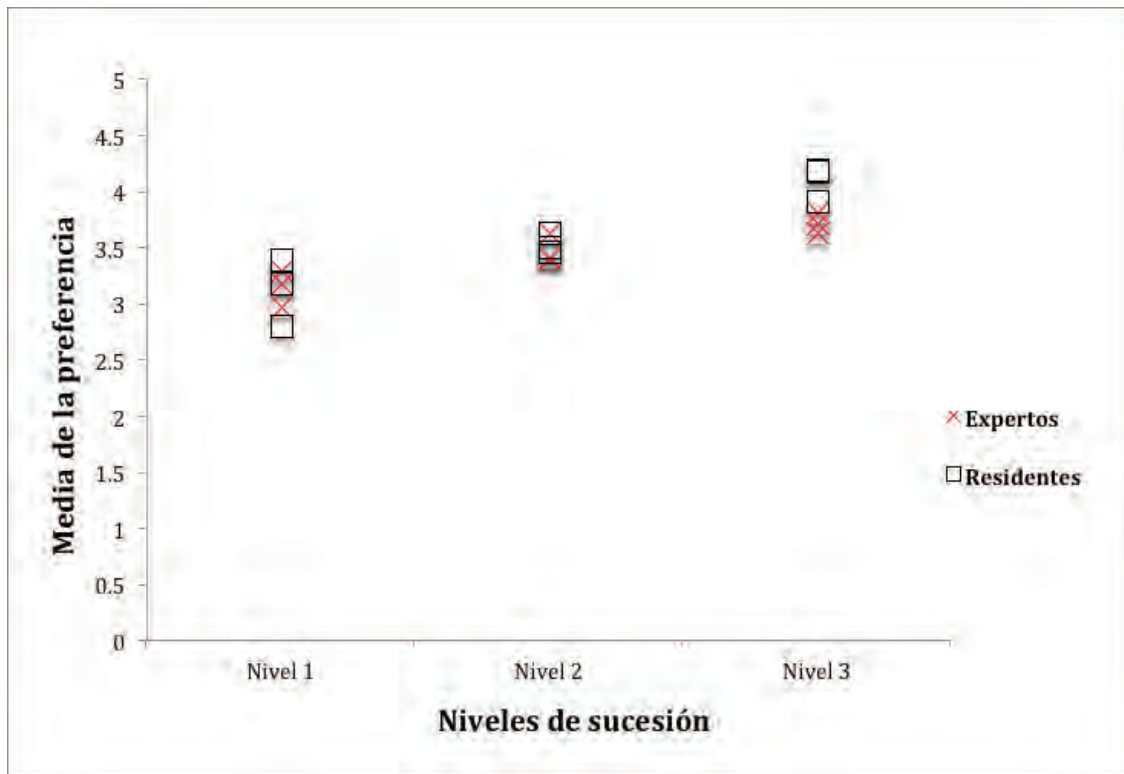 5
4.5
4
3.5
3
2.5
2
1.5
1
0.5
0
Media de la preferencia
Nivel 1
Nivel 2
Nivel 3
Niveles de sucesión
Expertos
Residentes